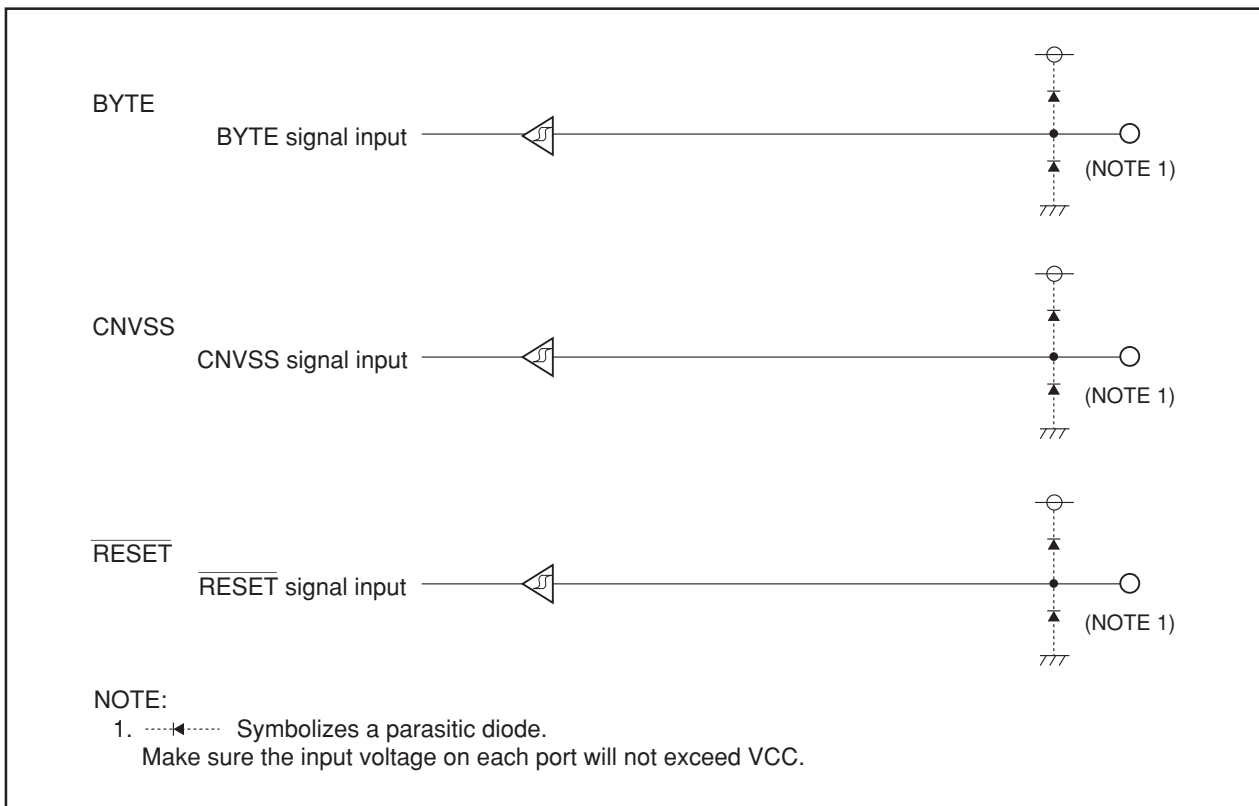 BYTE
BYTE signal input
(NOTE 1)
CNVSS
CNVSS signal input
(NOTE 1)
RESET
RESET signal input
(NOTE 1)
NOTE:
1. Symbolizes a parasitic diode.
Make sure the input voltage on each port will not exceed VCC.